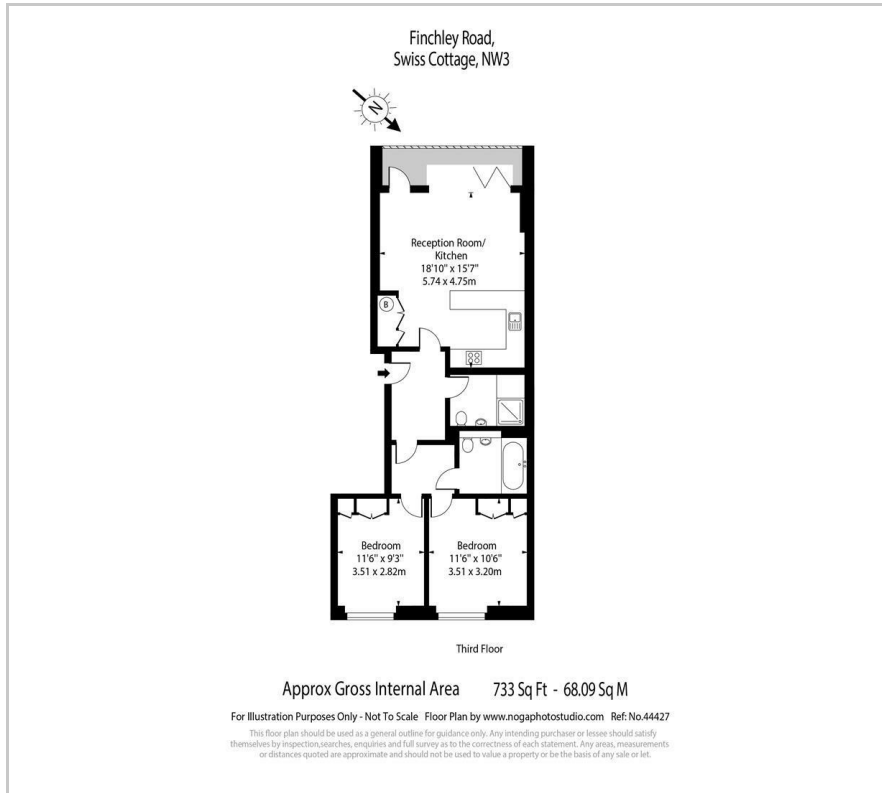 Finchley Road,
Swiss Cottage, NW3
N
Reception Room/
Kitchen
18'10" x 15'7"
5.74 x 4.75m
B
Bedroom
11'6" x 9'3"
3.51 x 2.82m
Bedroom
11'6" x 10'6"
3.51 x 3.20m
Third Floor
Approx Gross Internal Area 733 Sq Ft - 68.09 Sq M
For Illustration Purposes Only - Not To Scale Floor Plan by www.nogaphotostudio.com Ref: No.44427
This floor plan should be used as a general outline for guidance only. Any intending purchaser or lessee should satisfy
themselves by inspection,searches, enquiries and full survey as to the correctness of each statement. Any areas, measurements
or distances quoted are approximate and should not be used to value a property or be the basis of any sale or let.